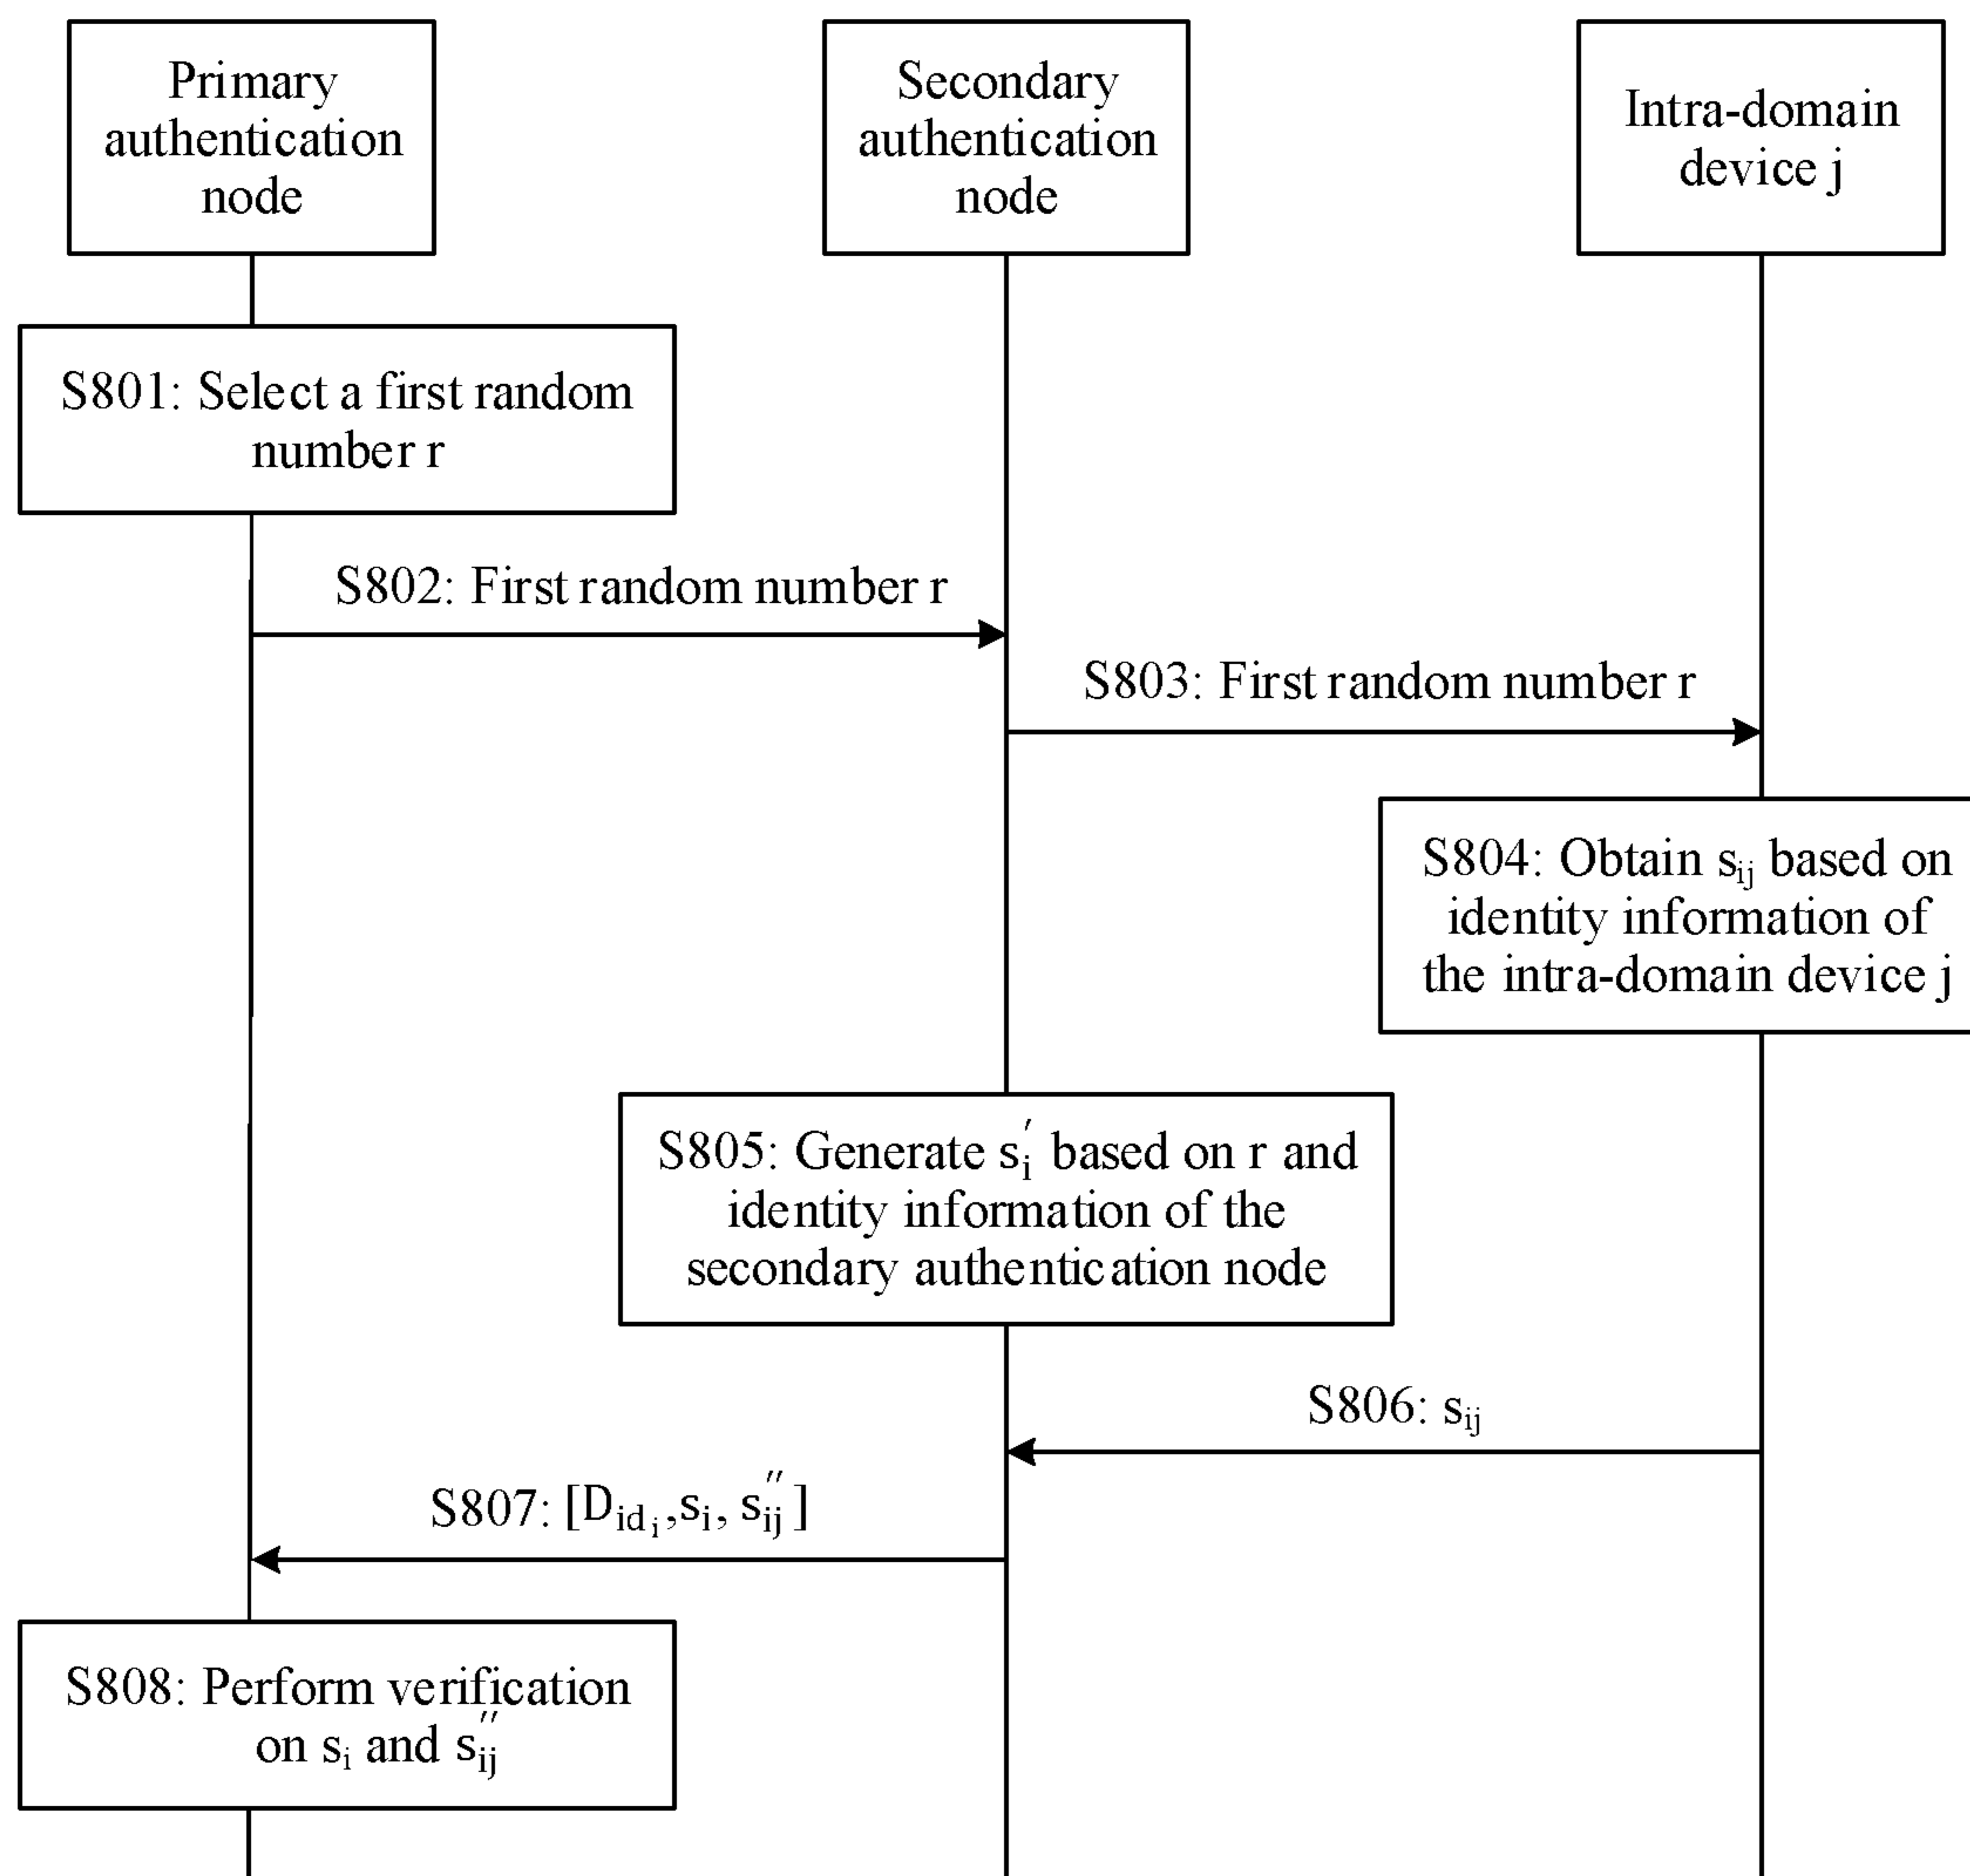 Primary
authentication
node
Secondary
authentication
node
Intra-domain
device j
S801: Select a first random
number r
S802: First random number r
S803: First random number r
S804: Obtain sᵢⱼ based on
identity information of
the intra-domain device j
S805: Generate sᵢ′ based on r and
identity information of the
secondary authentication node
S806: sᵢⱼ
S807: [D_{id_i}, sᵢ, sᵢⱼ″]
S808: Perform verification
on sᵢ and sᵢⱼ″